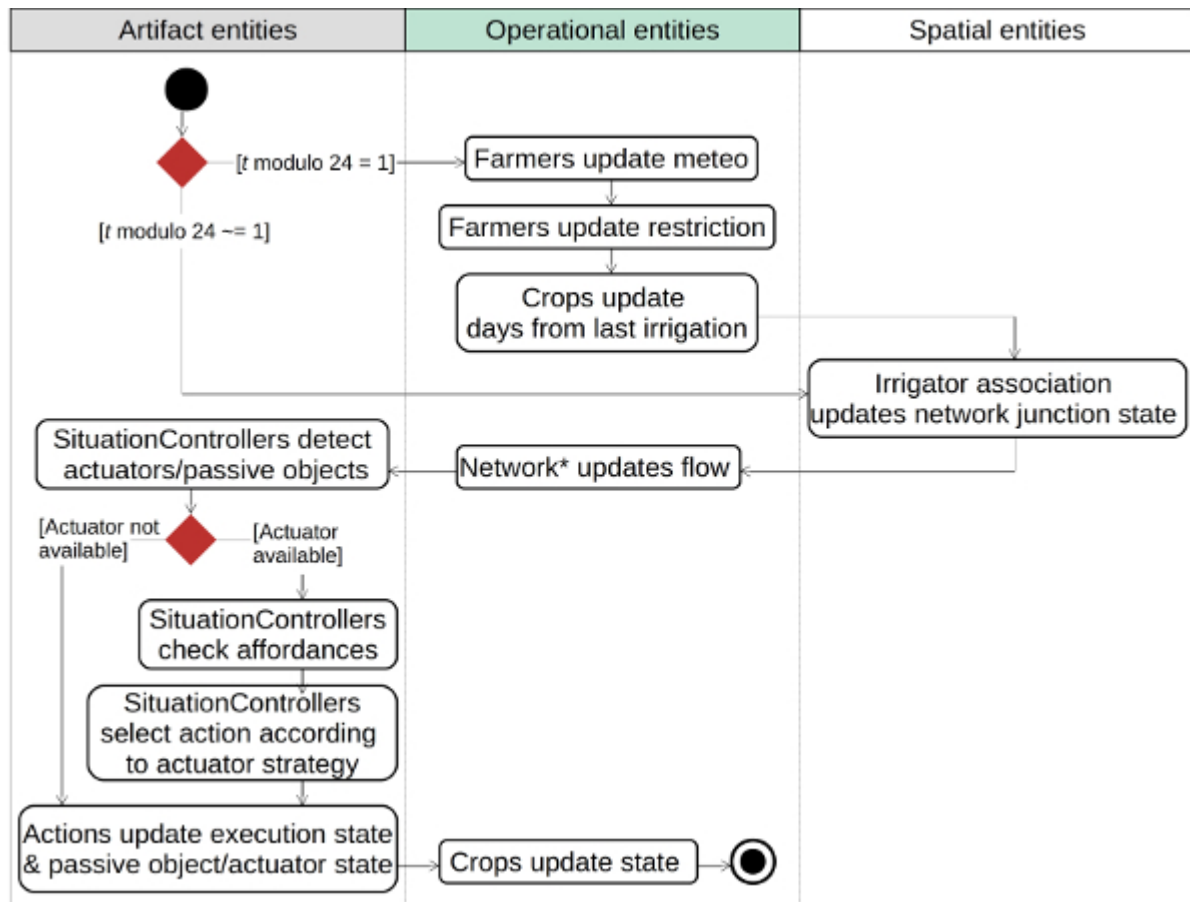 Artifact entities
Operational entities
Spatial entities
[t modulo 24 = 1]
Farmers update meteo
[t modulo 24 ~= 1]
Farmers update restriction
Crops update
days from last irrigation
Irrigator association
updates network junction state
SituationControllers detect
actuators/passive objects
Network* updates flow
[Actuator not
available]
[Actuator
available]
SituationControllers
check affordances
SituationControllers
select action according
to actuator strategy
Actions update execution state
& passive object/actuator state
Crops update state